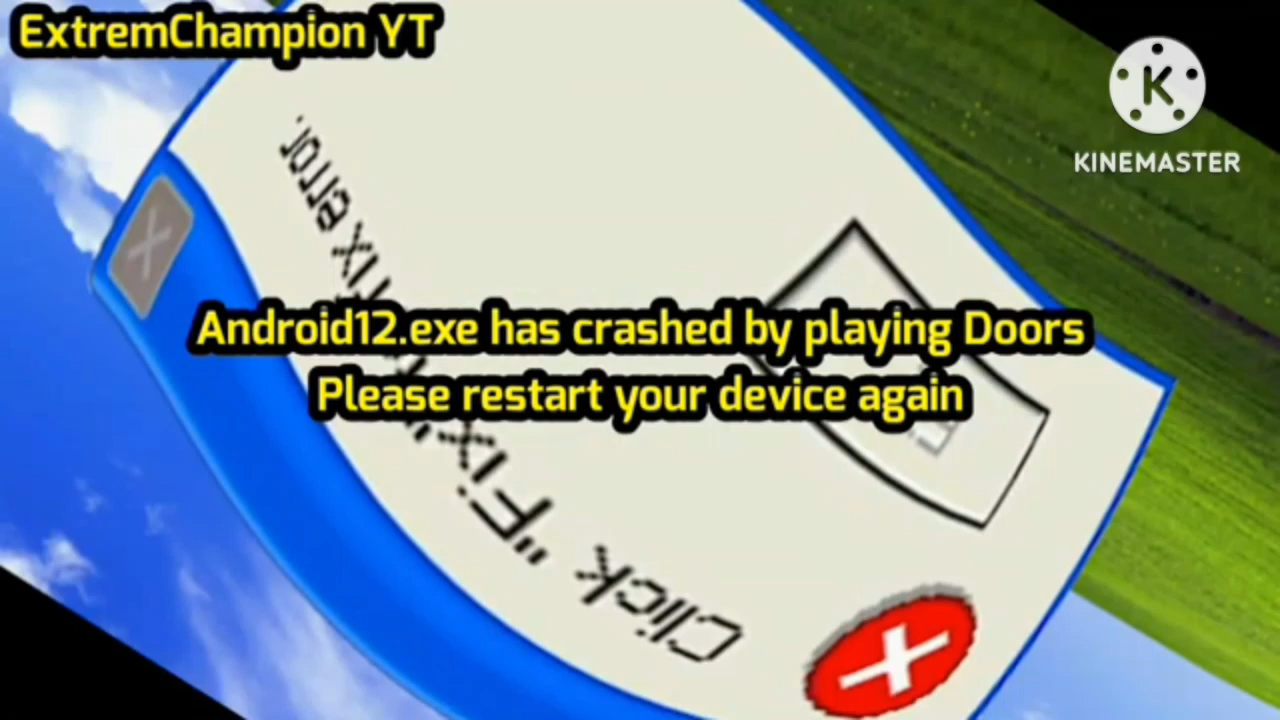 ExtremChampion YT
K
KINEMASTER
Android12.exe has crashed by playing Doors
Please restart your device again
Click "Fix" to fix error.